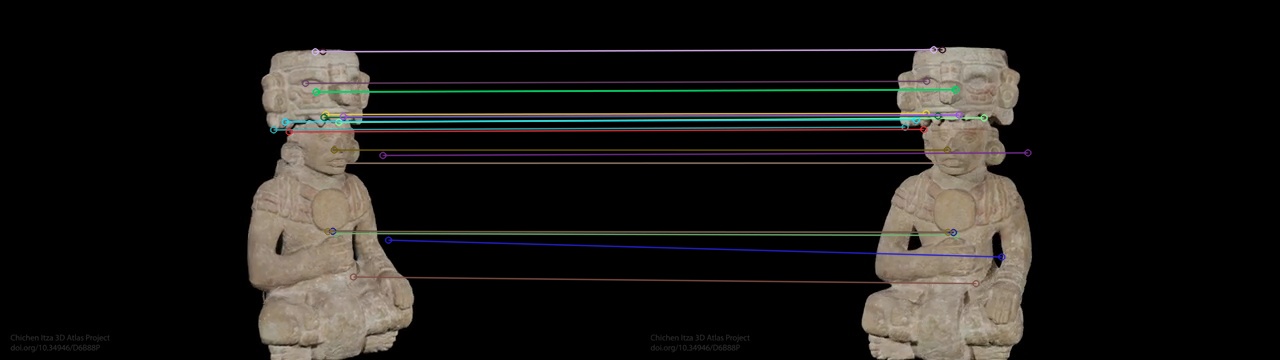 Chichen Itza 3D Atlas Project
doi.org/10.34946/D6B88P
Chichen Itza 3D Atlas Project
doi.org/10.34946/D6B88P